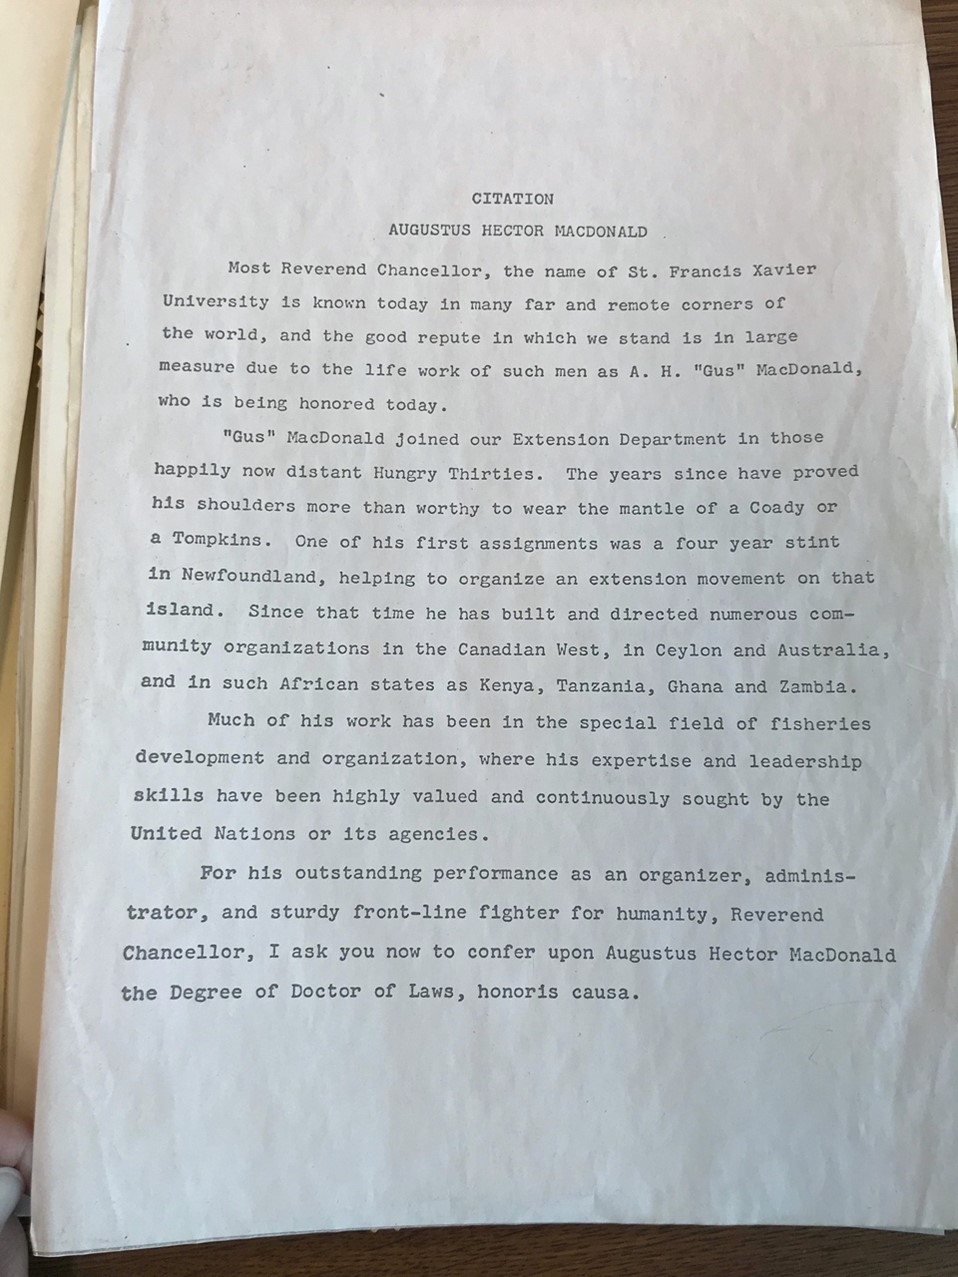 CITATION
AUGUSTUS HECTOR MACDONALD
Most Reverend Chancellor, the name of St. Francis Xavier
University is known today in many far and remote corners of
the world, and the good repute in which we stand is in large
measure due to the life work of such men as A. H. "Gus" MacDonald,
who is being honored today.
"Gus" MacDonald joined our Extension Department in those
happily now distant Hungry Thirties. The years since have proved
his shoulders more than worthy to wear the mantle of a Coady or
a Tompkins. One of his first assignments was a four year stint
in Newfoundland, helping to organize an extension movement on that
island. Since that time he has built and directed numerous com-
munity organizations in the Canadian West, in Ceylon and Australia,
and in such African states as Kenya, Tanzania, Ghana and Zambia.
Much of his work has been in the special field of fisheries
development and organization, where his expertise and leadership
skills have been highly valued and continuously sought by the
United Nations or its agencies.
For his outstanding performance as an organizer, adminis-
trator, and sturdy front-line fighter for humanity, Reverend
Chancellor, I ask you now to confer upon Augustus Hector MacDonald
the Degree of Doctor of Laws, honoris causa.